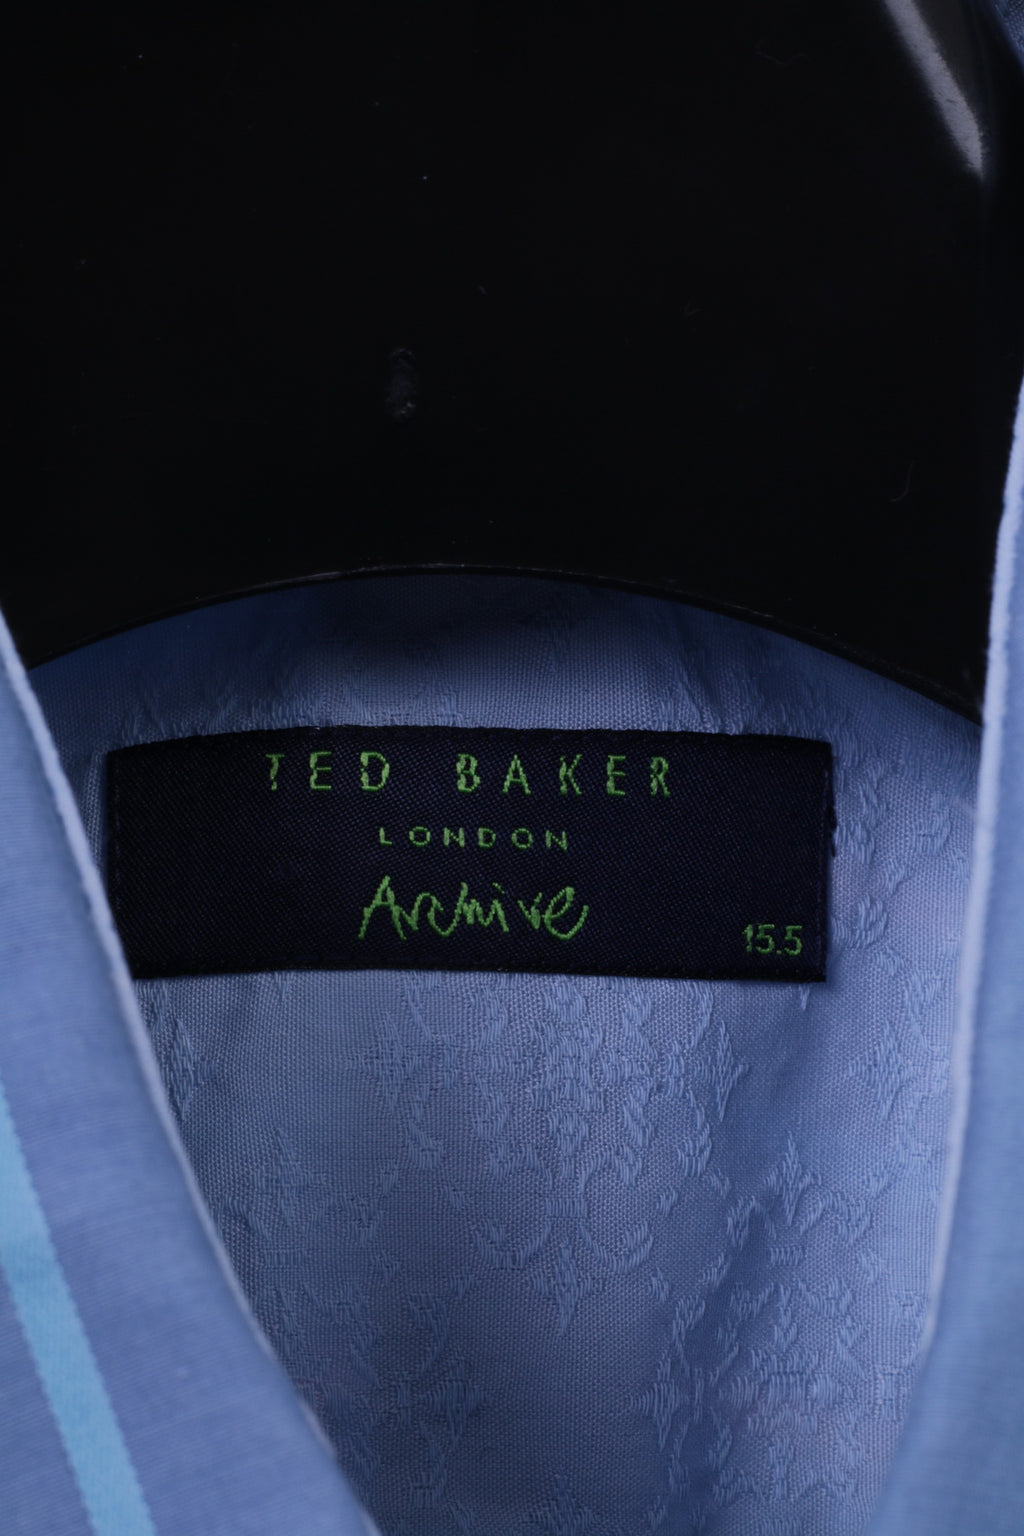 TED BAKER
LONDON
Archive
15.5